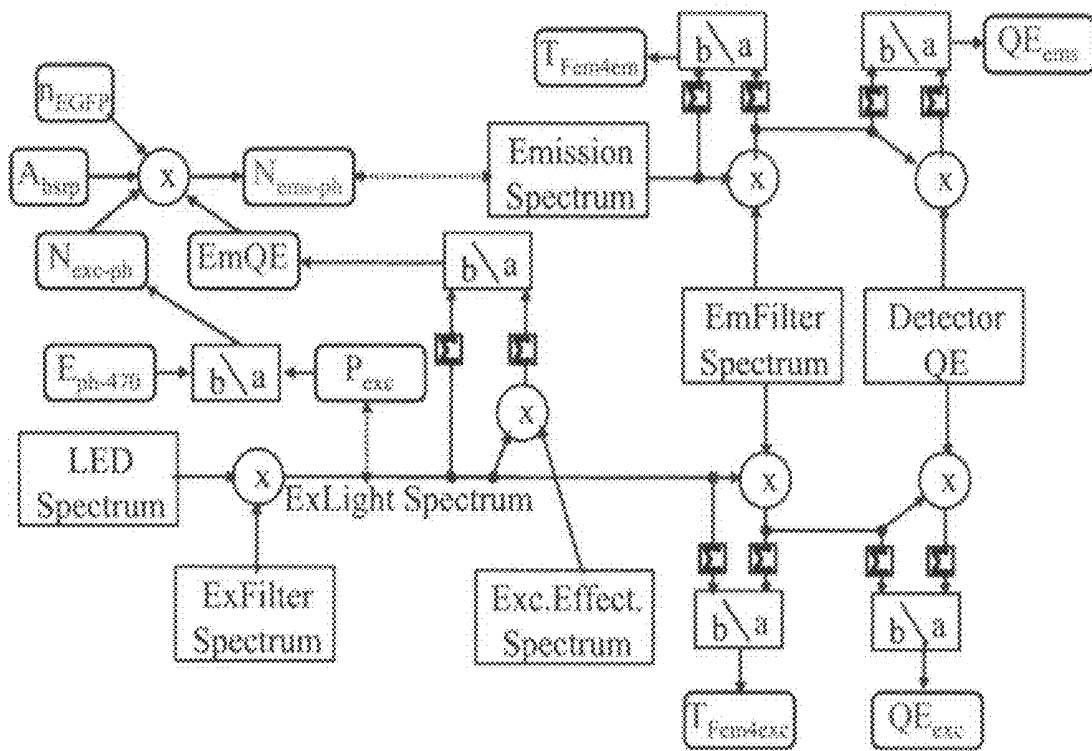 T_Fem4em
b\a
b\a
QE_ems
n_EGFP
Σ
Σ
Σ
Σ
A_bsrp
x
N_ems-ph
Emission
Spectrum
x
x
N_exc-ph
EmQE
b\a
EmFilter
Spectrum
Detector
QE
Σ
Σ
E_ph-470
b\a
P_exc
x
LED
Spectrum
x
ExLight Spectrum
x
x
Σ
Σ
Σ
Σ
ExFilter
Spectrum
Exc.Effect.
Spectrum
b\a
b\a
T_Fem4exc
QE_exc